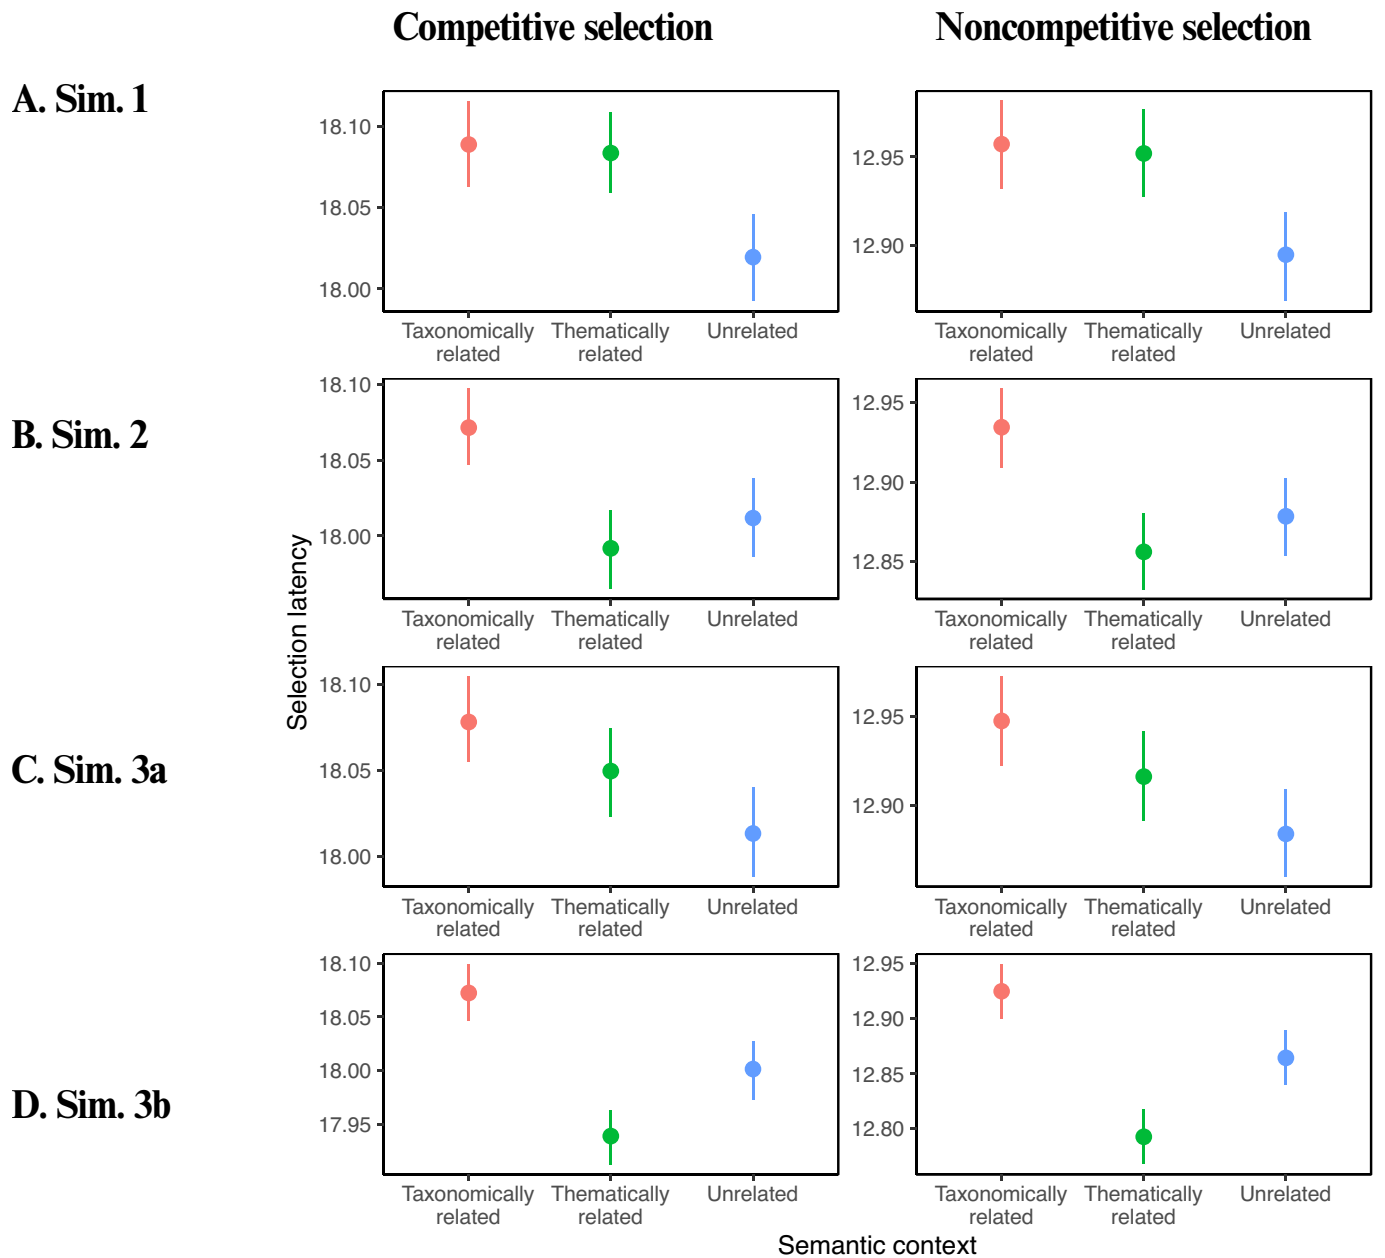 Competitive selection
Noncompetitive selection
A. Sim. 1
18.10
18.05
18.00
Taxonomically related
Thematically related
Unrelated
12.95
12.90
Taxonomically related
Thematically related
Unrelated
B. Sim. 2
18.10
18.05
18.00
Taxonomically related
Thematically related
Unrelated
12.95
12.90
12.85
Taxonomically related
Thematically related
Unrelated
Selection latency
C. Sim. 3a
18.10
18.05
18.00
Taxonomically related
Thematically related
Unrelated
12.95
12.90
Taxonomically related
Thematically related
Unrelated
D. Sim. 3b
18.10
18.05
18.00
17.95
Taxonomically related
Thematically related
Unrelated
12.95
12.90
12.85
12.80
Taxonomically related
Thematically related
Unrelated
Semantic context